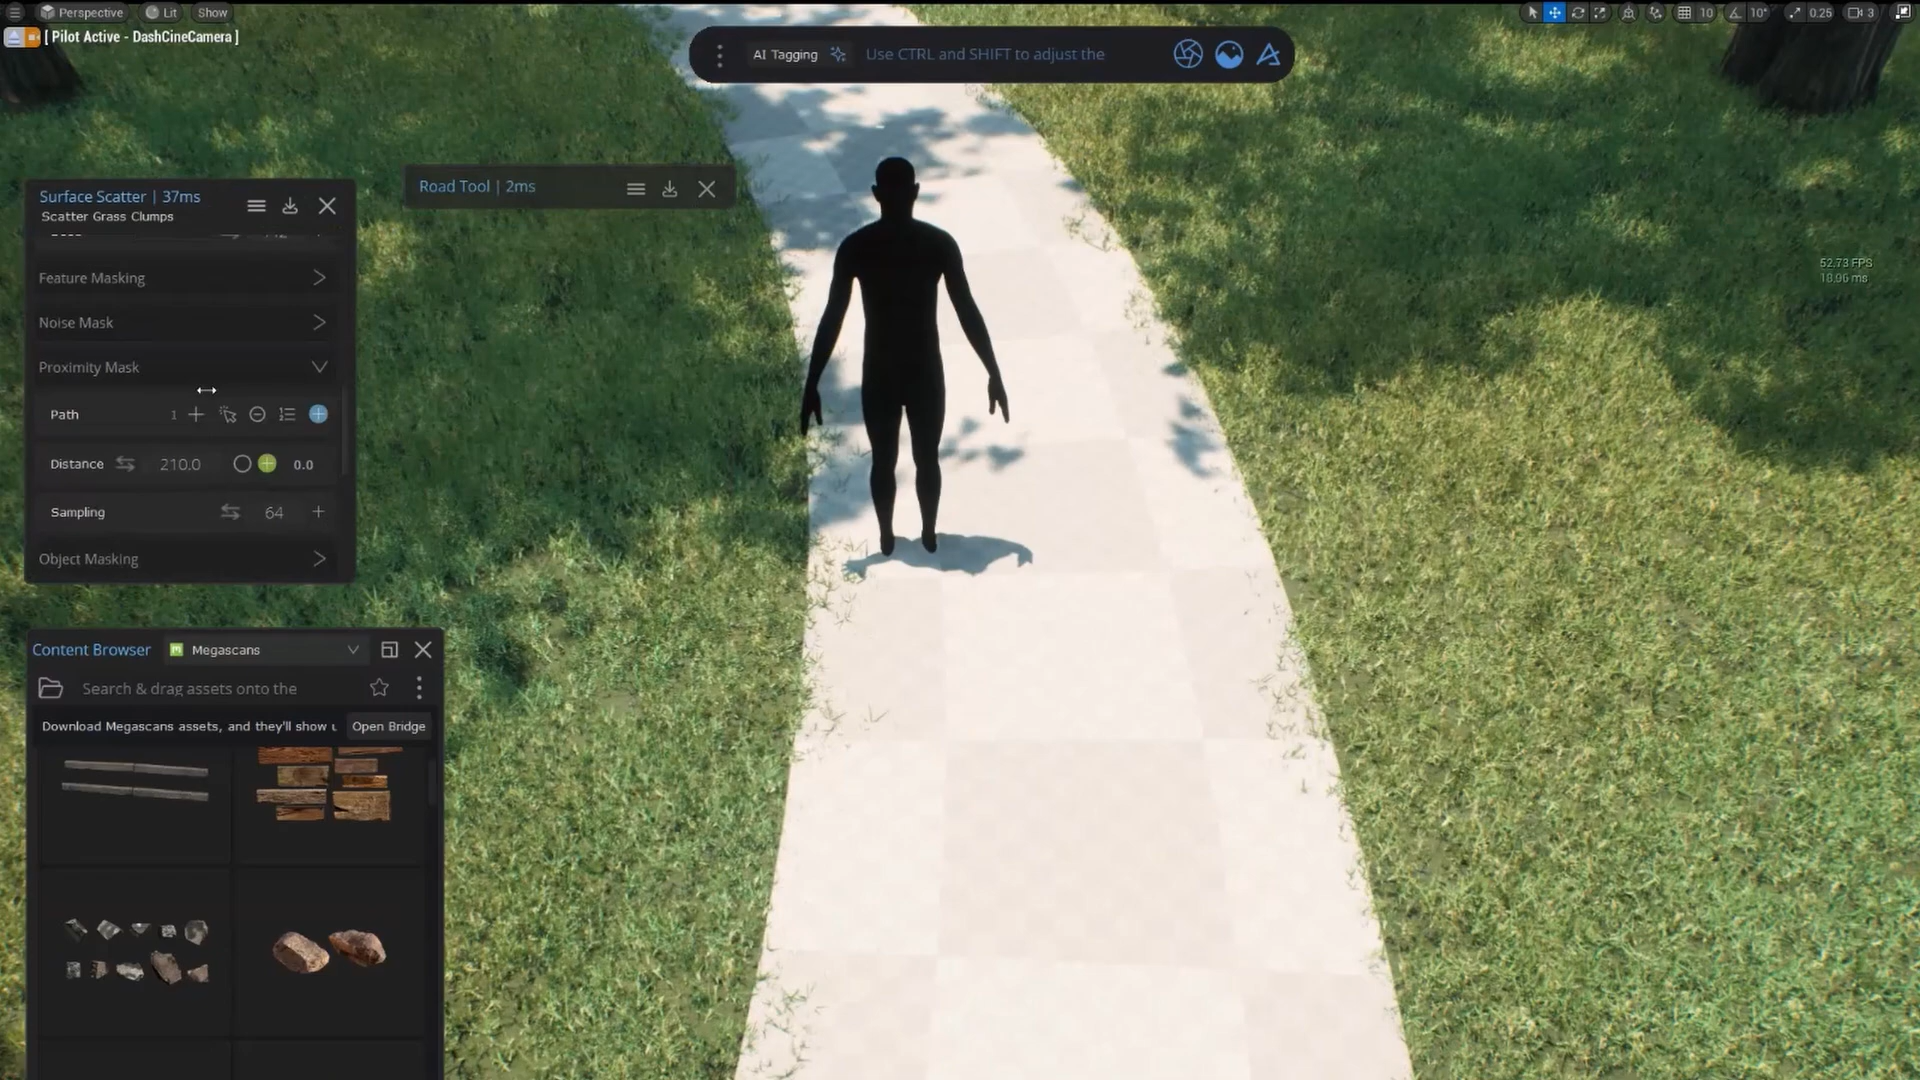 Perspective
Lit
Show
10
10°
0.25
3
[ Pilot Active - DashCineCamera ]
AI Tagging
Use CTRL and SHIFT to adjust the
Surface Scatter | 37ms
Scatter Grass Clumps
Road Tool | 2ms
Feature Masking
Noise Mask
Proximity Mask
Path
1
Distance
210.0
0.0
Sampling
64
Object Masking
52.73 FPS
18.96 ms
Content Browser
Megascans
Search & drag assets onto the
Download Megascans assets, and they'll show
Open Bridge